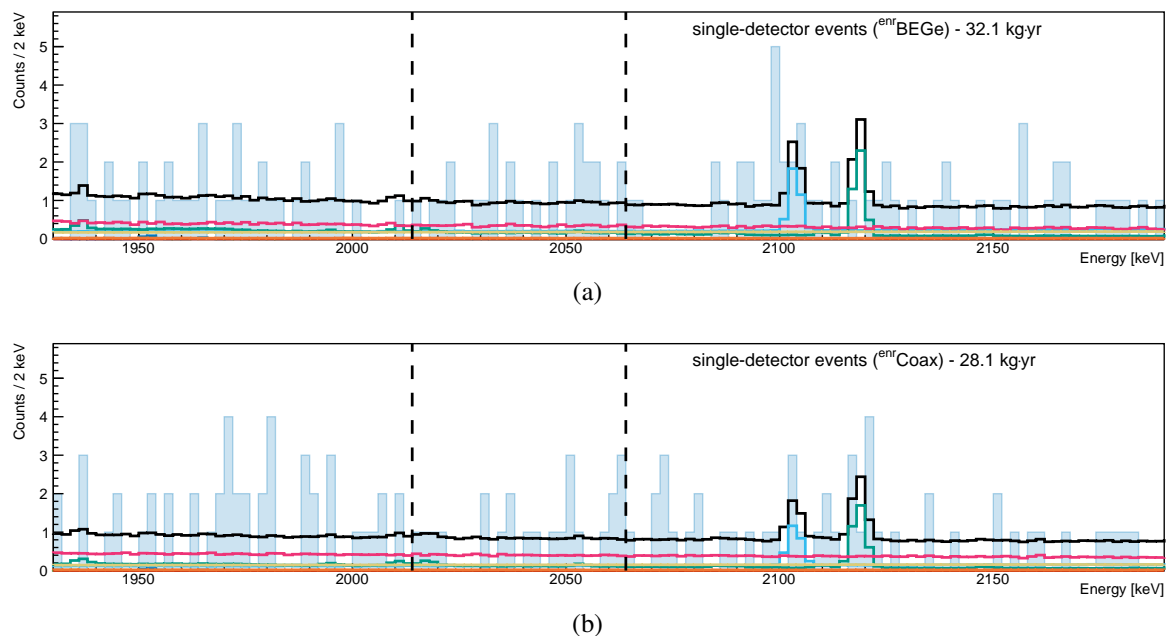 single-detector events (enrBEGe) - 32.1 kg·yr
Counts / 2 keV
5
4
3
2
1
0
1950 2000 2050 2100 2150
Energy [keV]
(a)
single-detector events (enrCoax) - 28.1 kg·yr
Counts / 2 keV
5
4
3
2
1
0
1950 2000 2050 2100 2150
Energy [keV]
(b)